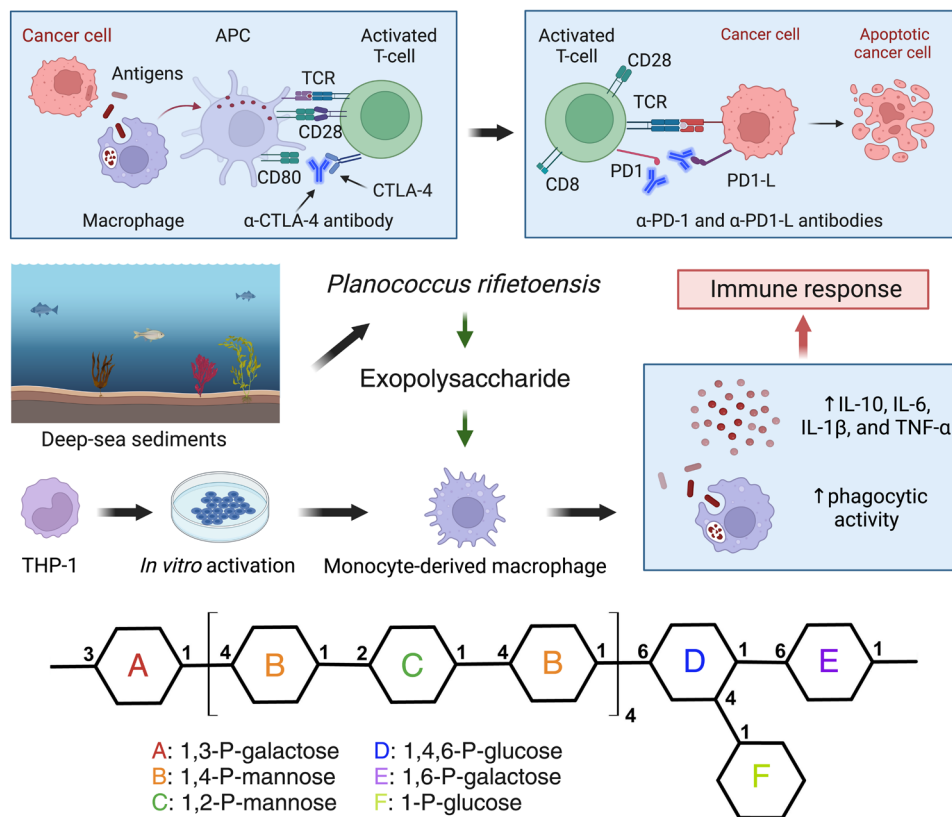 Cancer cell
APC
Activated
T-cell
Antigens
TCR
CD28
CD80
CTLA-4
Macrophage
α-CTLA-4 antibody
Activated
T-cell
Cancer cell
Apoptotic
cancer cell
CD28
TCR
CD8
PD1
PD1-L
α-PD-1 and α-PD1-L antibodies
Planococcus rifietoensis
Exopolysaccharide
Deep-sea sediments
Immune response
↑IL-10, IL-6,
IL-1β, and TNF-α
↑phagocytic
activity
THP-1
In vitro activation
Monocyte-derived macrophage
3 A 1 4 B 1 2 C 1 4 B 1 6 D 1 6 E 1
4
4
1
F
A: 1,3-P-galactose
B: 1,4-P-mannose
C: 1,2-P-mannose
D: 1,4,6-P-glucose
E: 1,6-P-galactose
F: 1-P-glucose